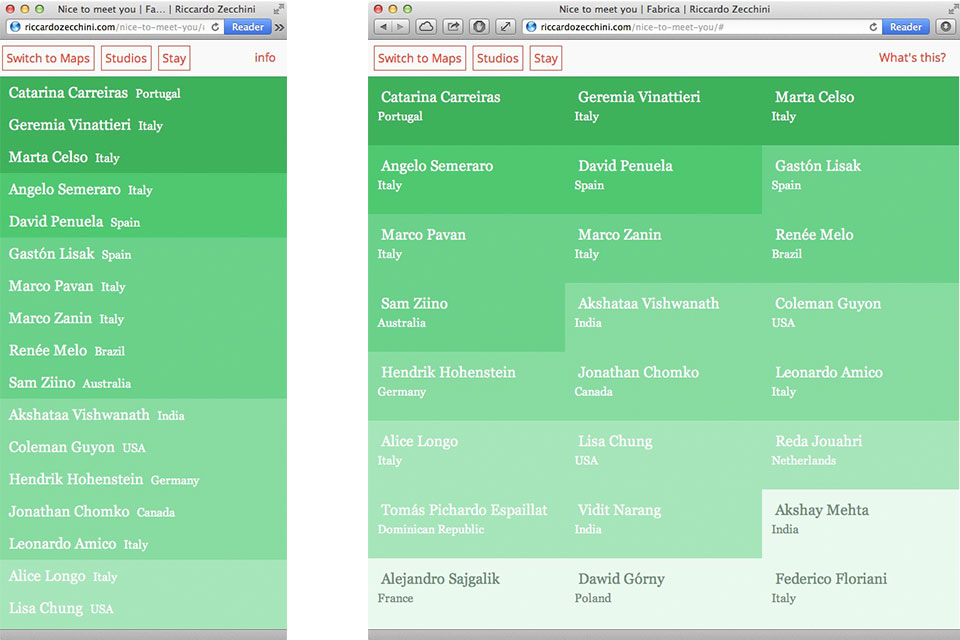 Nice to meet you | Fa... | Riccardo Zecchini
riccardozecchini.com/nice-to-meet-you/
Reader
Switch to Maps
Studios
Stay
info
Catarina Carreiras Portugal
Geremia Vinattieri Italy
Marta Celso Italy
Angelo Semeraro Italy
David Penuela Spain
Gastón Lisak Spain
Marco Pavan Italy
Marco Zanin Italy
Renée Melo Brazil
Sam Ziino Australia
Akshataa Vishwanath India
Coleman Guyon USA
Hendrik Hohenstein Germany
Jonathan Chomko Canada
Leonardo Amico Italy
Alice Longo Italy
Lisa Chung USA
Nice to meet you | Fabrica | Riccardo Zecchini
riccardozecchini.com/nice-to-meet-you/#
Reader
Switch to Maps
Studios
Stay
What's this?
Catarina Carreiras
Portugal
Geremia Vinattieri
Italy
Marta Celso
Italy
Angelo Semeraro
Italy
David Penuela
Spain
Gastón Lisak
Spain
Marco Pavan
Italy
Marco Zanin
Italy
Renée Melo
Brazil
Sam Ziino
Australia
Akshataa Vishwanath
India
Coleman Guyon
USA
Hendrik Hohenstein
Germany
Jonathan Chomko
Canada
Leonardo Amico
Italy
Alice Longo
Italy
Lisa Chung
USA
Reda Jouahri
Netherlands
Tomás Pichardo Espaillat
Dominican Republic
Vidit Narang
India
Akshay Mehta
India
Alejandro Sajgalik
France
Dawid Górny
Poland
Federico Floriani
Italy